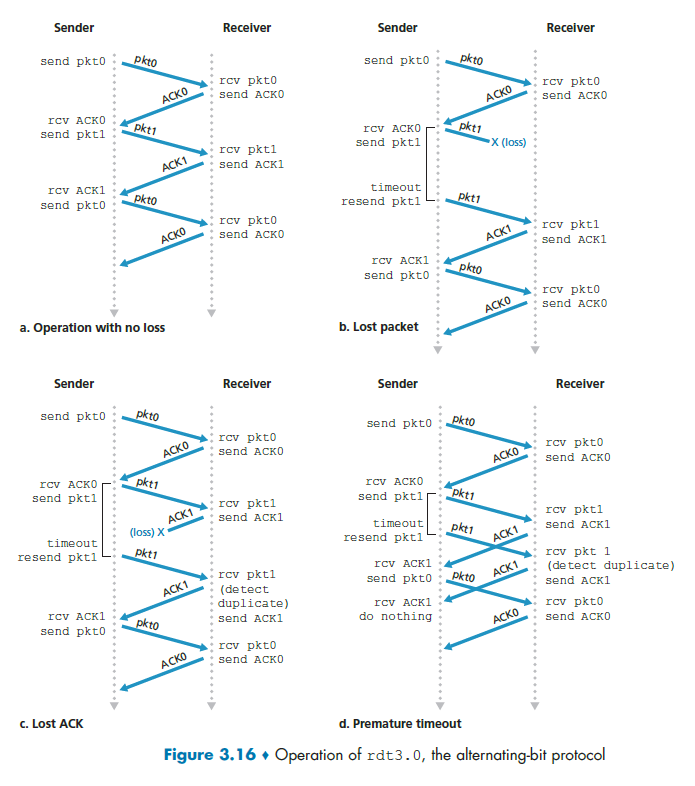 Sender Receiver
send pkt0
pkt0
rcv pkt0
send ACK0
ACK0
rcv ACK0
send pkt1
pkt1
rcv pkt1
send ACK1
ACK1
rcv ACK1
send pkt0
pkt0
rcv pkt0
send ACK0
ACK0
a. Operation with no loss
Sender Receiver
send pkt0
pkt0
rcv pkt0
send ACK0
ACK0
rcv ACK0
send pkt1
pkt1
X (loss)
timeout
resend pkt1
pkt1
rcv pkt1
send ACK1
ACK1
rcv ACK1
send pkt0
pkt0
rcv pkt0
send ACK0
ACK0
b. Lost packet
Sender Receiver
send pkt0
pkt0
rcv pkt0
send ACK0
ACK0
rcv ACK0
send pkt1
pkt1
rcv pkt1
send ACK1
ACK1
(loss) X
timeout
resend pkt1
pkt1
rcv pkt1
(detect
duplicate)
send ACK1
ACK1
rcv ACK1
send pkt0
pkt0
rcv pkt0
send ACK0
ACK0
c. Lost ACK
Sender Receiver
send pkt0
pkt0
rcv pkt0
send ACK0
ACK0
rcv ACK0
send pkt1
pkt1
rcv pkt1
send ACK1
ACK1
timeout
resend pkt1
pkt1
rcv pkt 1
(detect duplicate)
send ACK1
ACK1
rcv ACK1
send pkt0
pkt0
rcv pkt0
send ACK0
ACK0
rcv ACK1
do nothing
d. Premature timeout
Figure 3.16 ♦ Operation of rdt3.0, the alternating-bit protocol